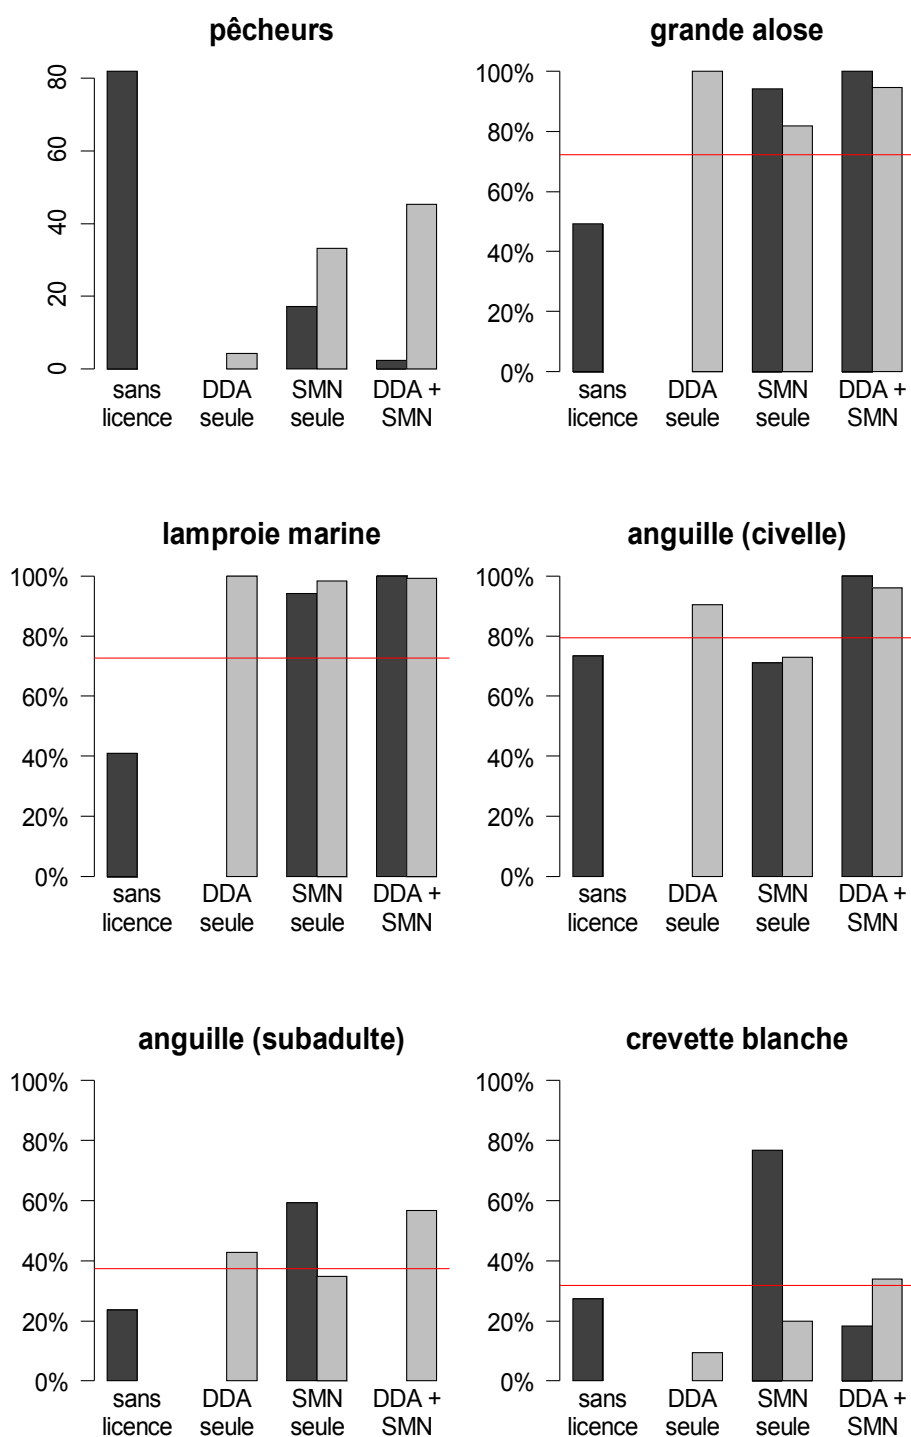 pêcheurs
80
60
40
20
0
sans DDA SMN DDA +
licence seule seule SMN
grande alose
100%
80%
60%
40%
20%
0%
sans DDA SMN DDA +
licence seule seule SMN
lamproie marine
100%
80%
60%
40%
20%
0%
sans DDA SMN DDA +
licence seule seule SMN
anguille (civelle)
100%
80%
60%
40%
20%
0%
sans DDA SMN DDA +
licence seule seule SMN
anguille (subadulte)
100%
80%
60%
40%
20%
0%
sans DDA SMN DDA +
licence seule seule SMN
crevette blanche
100%
80%
60%
40%
20%
0%
sans DDA SMN DDA +
licence seule seule SMN